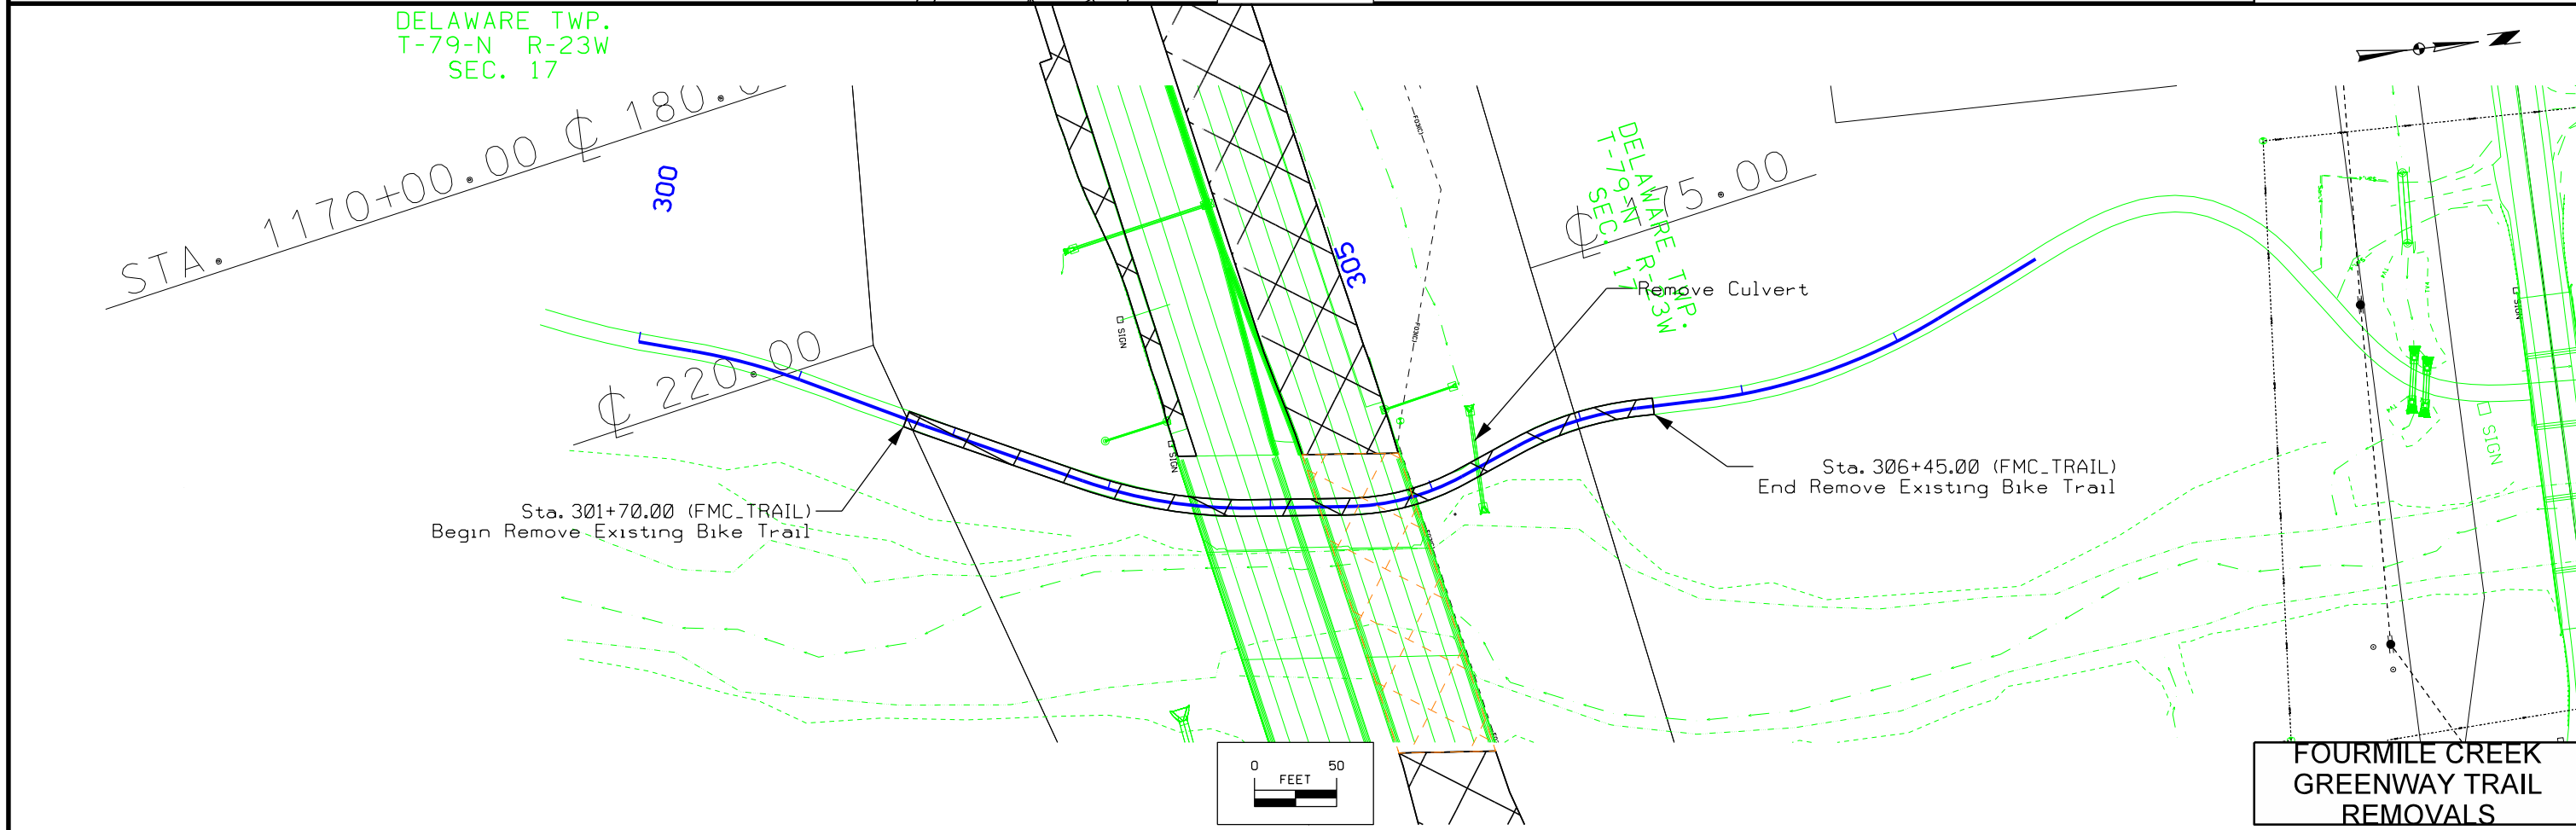 DELAWARE TWP.
T-79-N R-23W
SEC. 17
STA. 1170+00.00 ℄ 180.0
300
℄ 220.00
SIGN
SIGN
305
DELAWARE TWP.
T-79-N R-23W
SEC. 17
℄ 175.00
Remove Culvert
Sta. 301+70.00 (FMC_TRAIL)
Begin Remove Existing Bike Trail
Sta. 306+45.00 (FMC_TRAIL)
End Remove Existing Bike Trail
SIGN
SIGN
0 50
FEET
FOURMILE CREEK
GREENWAY TRAIL
REMOVALS